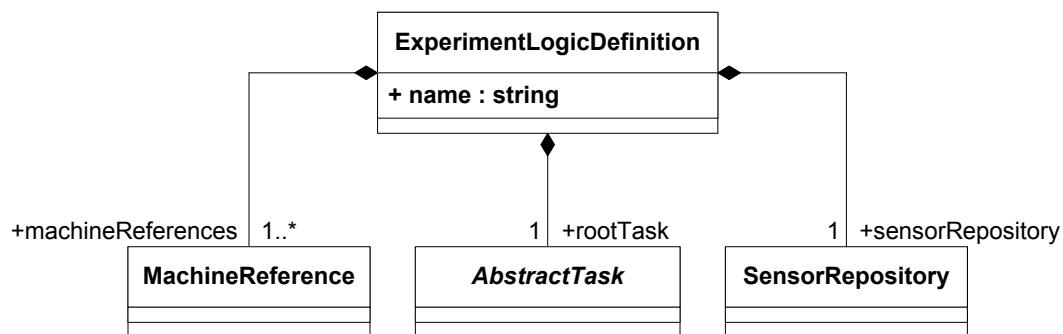 ExperimentLogicDefinition
+ name : string
+machineReferences 1..*
1 +rootTask
1 +sensorRepository
MachineReference
AbstractTask
SensorRepository